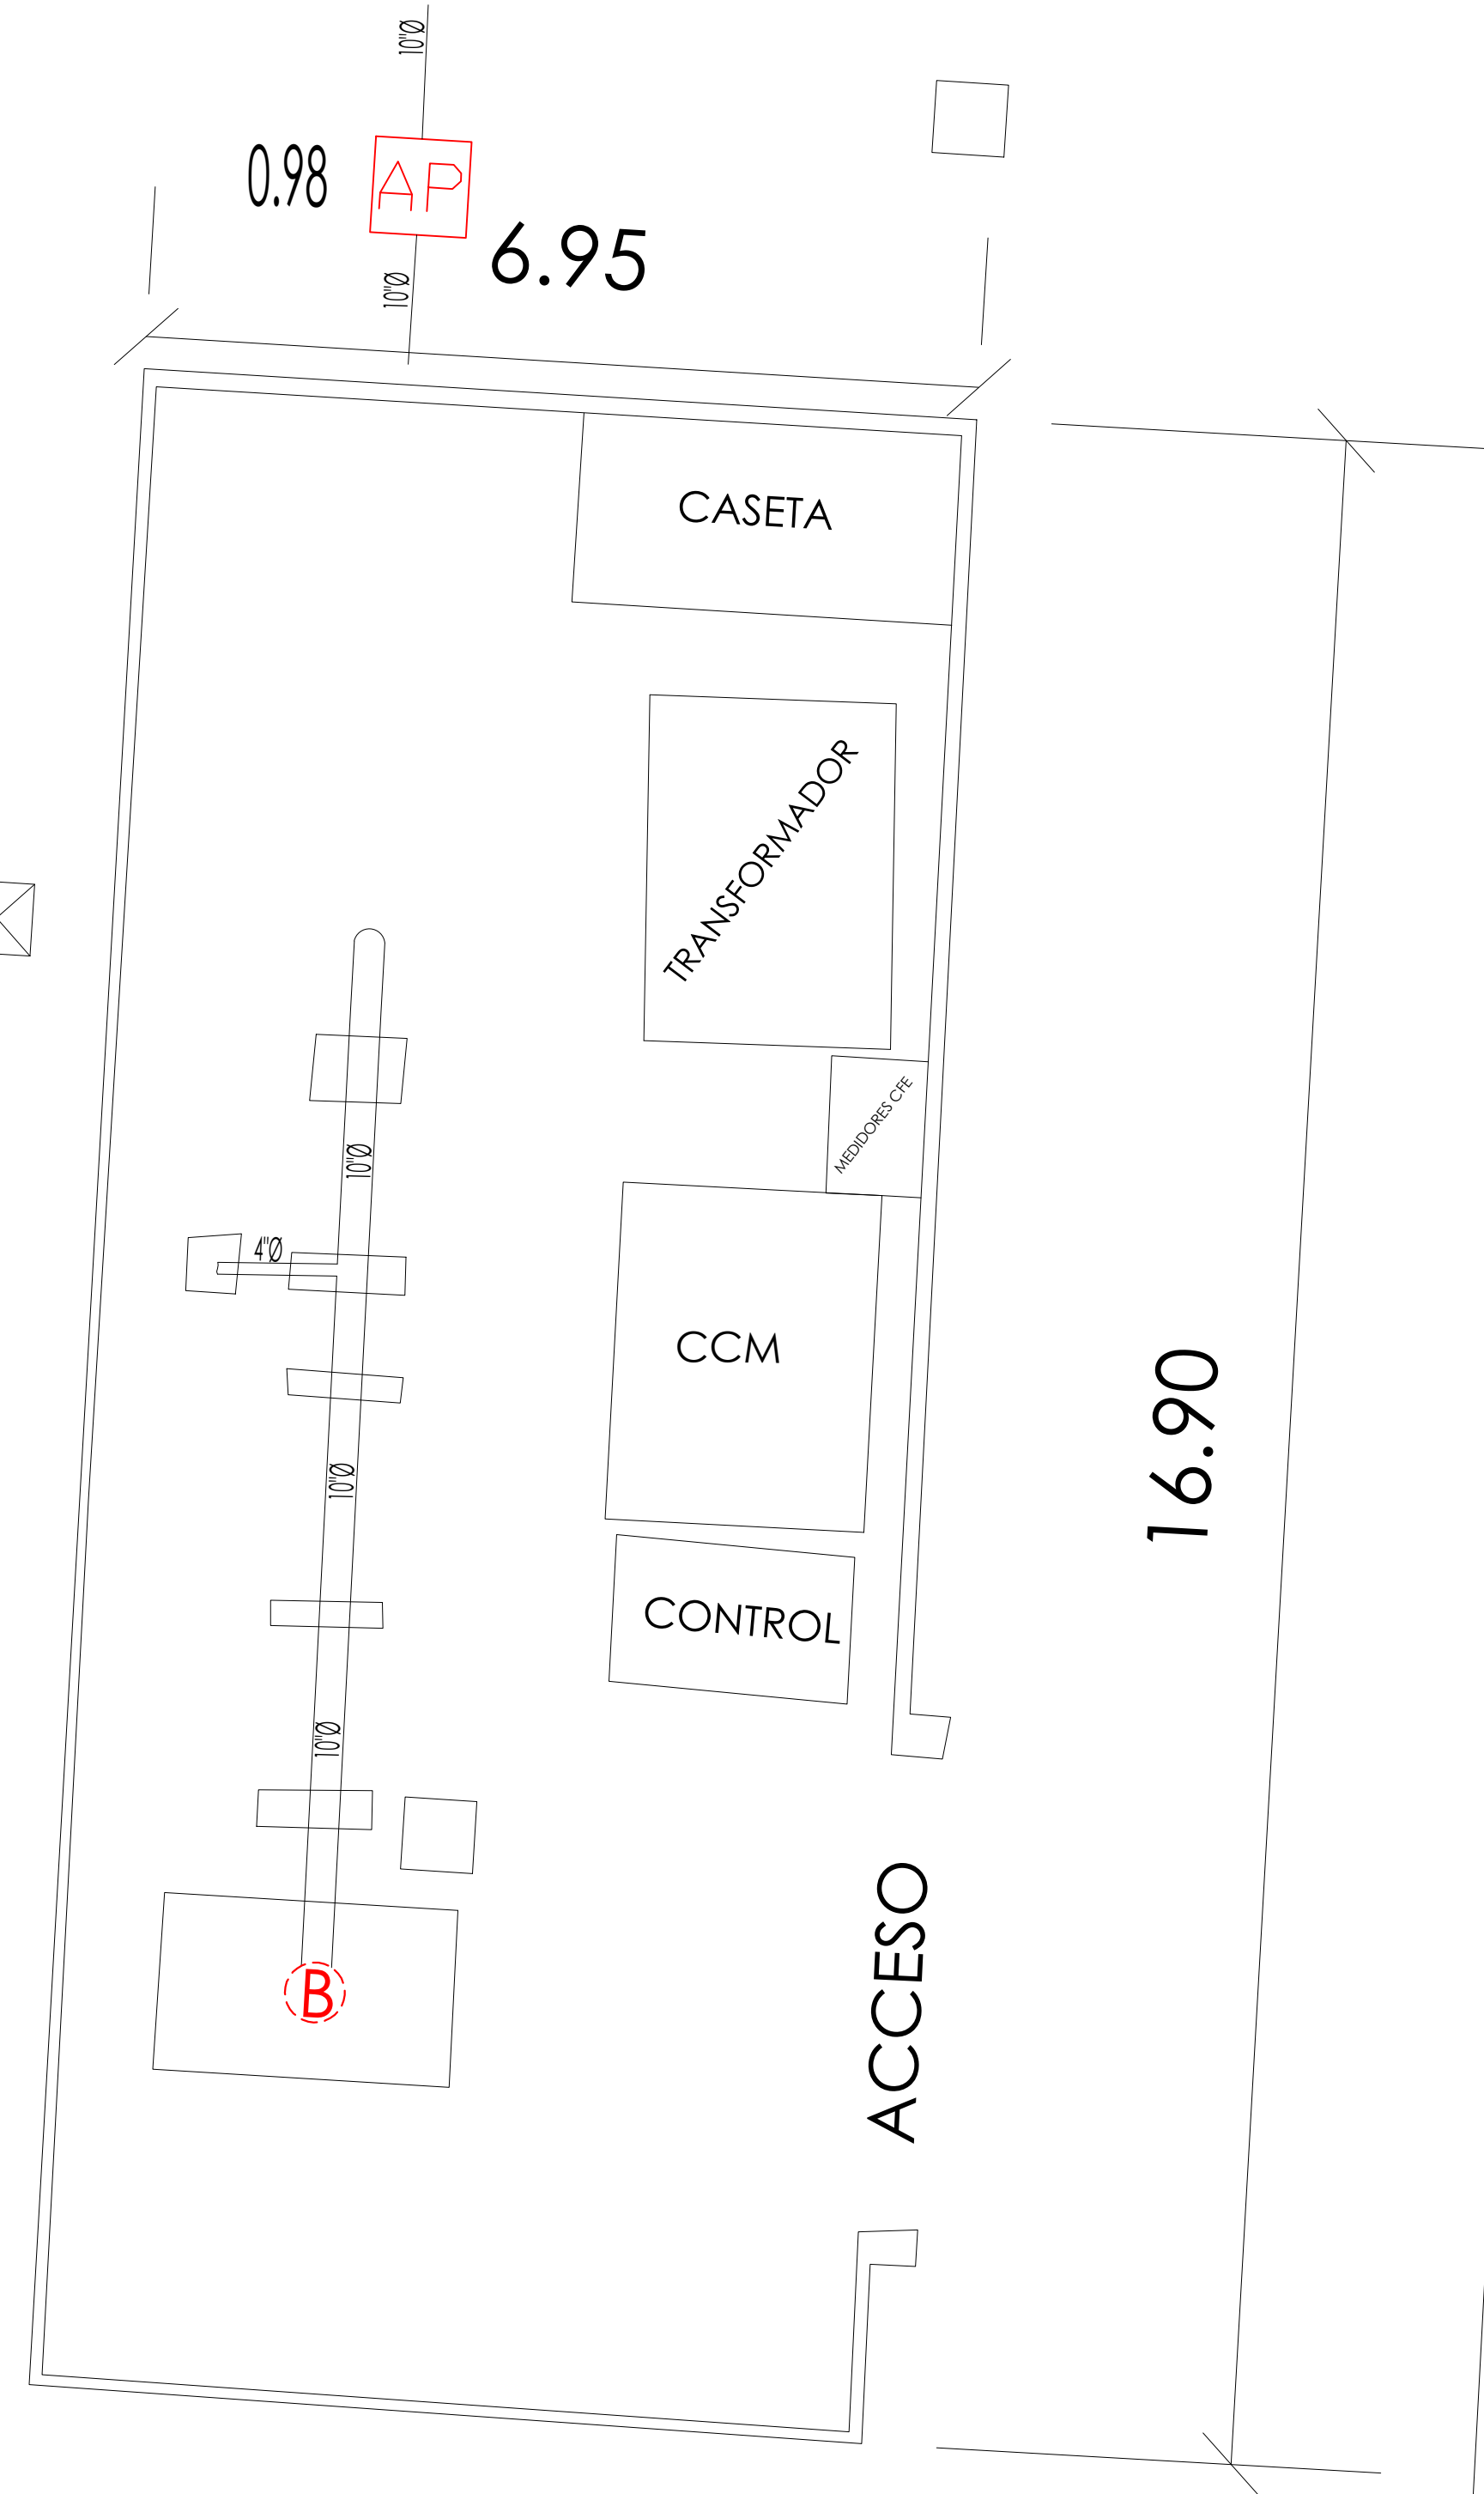 10"Ø
0.98
AP
6.95
10"Ø
CASETA
TRANSFORMADOR
MEDIDORES CFE
10"Ø
4"Ø
CCM
16.90
10"Ø
CONTROL
10"Ø
B
ACCESO